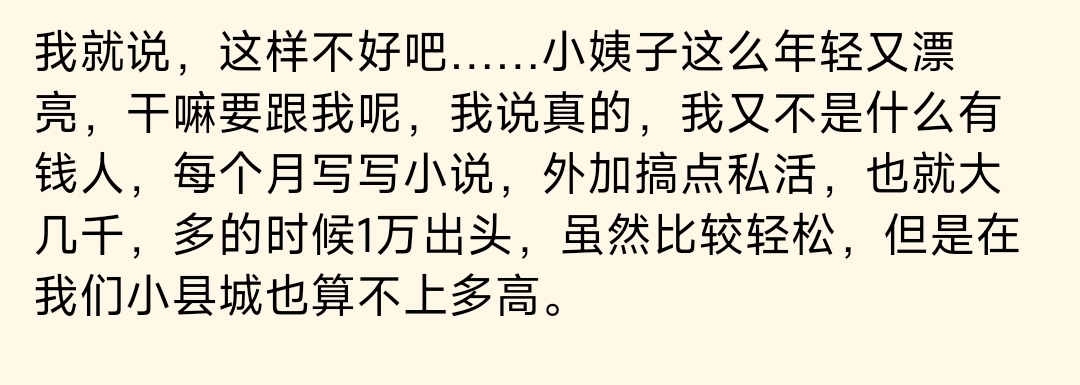 我就说，这样不好吧……小姨子这么年轻又漂
亮，干嘛要跟我呢，我说真的，我又不是什么有
钱人，每个月写写小说，外加搞点私活，也就大
几千，多的时候1万出头，虽然比较轻松，但是在
我们小县城也算不上多高。